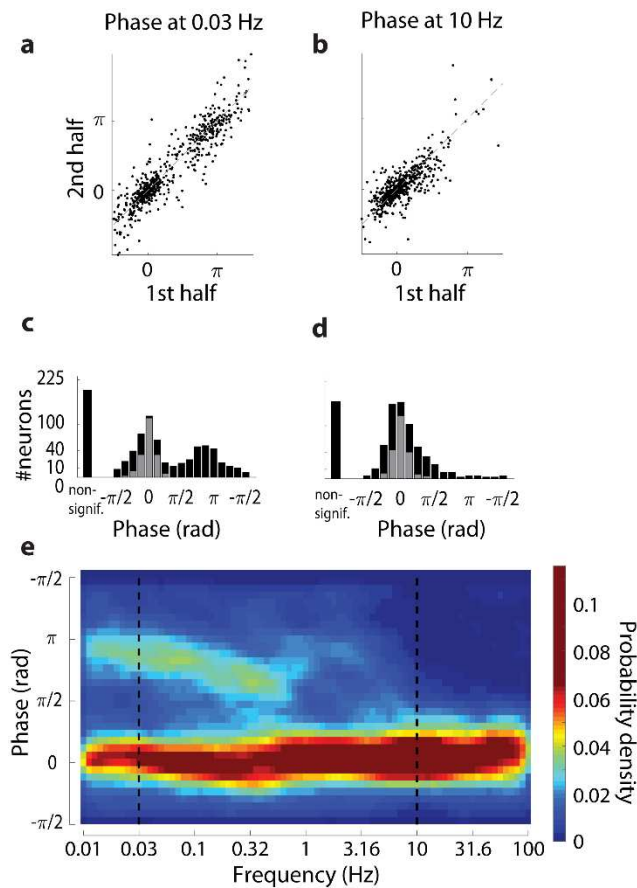 Phase at 0.03 Hz
Phase at 10 Hz
a
b
2nd half
π
0
0
π
0
π
1st half
1st half
c
d
#neurons
225
100
40
10
0
non-
signif.
-π/2 0 π/2 π -π/2
non-
signif.
-π/2 0 π/2 π -π/2
Phase (rad)
Phase (rad)
e
Phase (rad)
-π/2
π
π/2
0
-π/2
0.01 0.03 0.10 0.32 1 3.16 10 31.6 100
Frequency (Hz)
0.1
0.08
0.06
0.04
0.02
0
Probability density